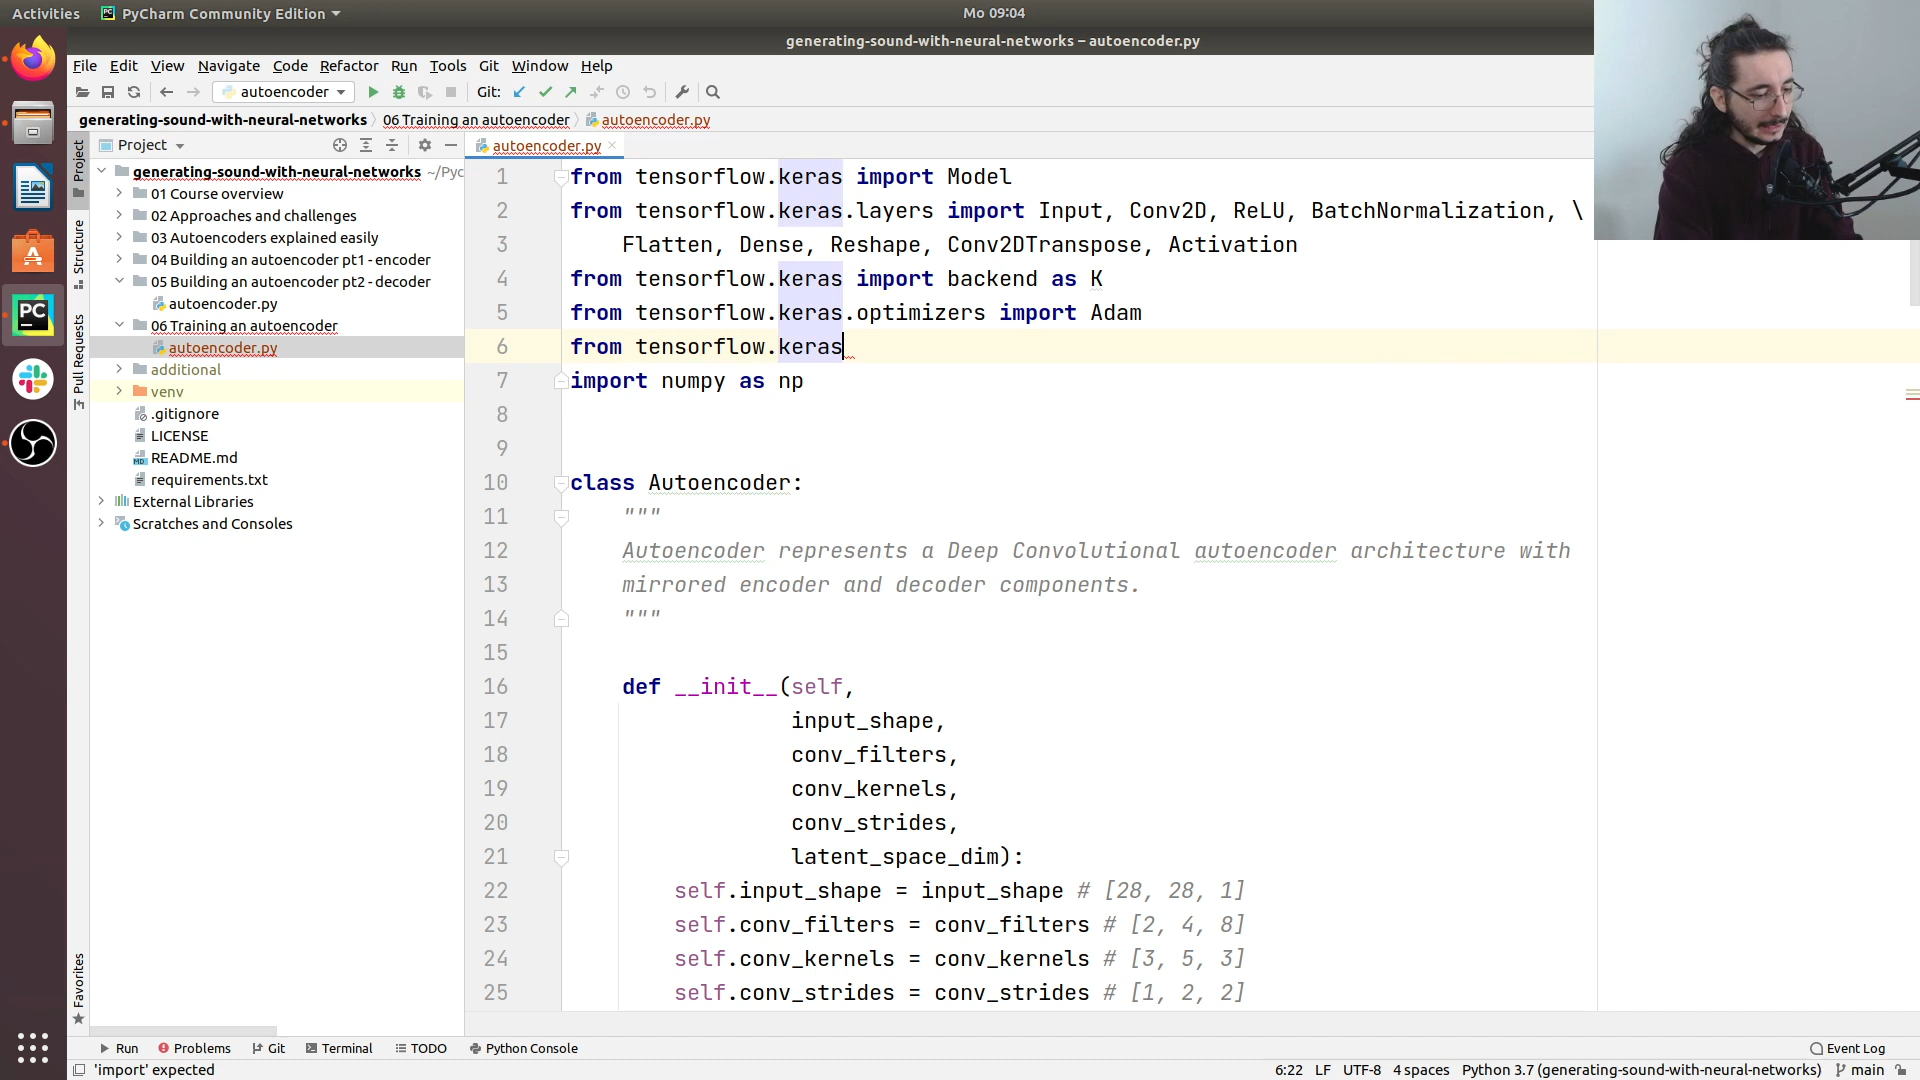 Activities
PyCharm Community Edition
Mo 09:04
generating-sound-with-neural-networks – autoencoder.py
File Edit View Navigate Code Refactor Run Tools Git Window Help
autoencoder
Git:
generating-sound-with-neural-networks 06 Training an autoencoder autoencoder.py
Project
autoencoder.py
Project
Structure
Pull Requests
Favorites
generating-sound-with-neural-networks ~/Pyc
01 Course overview
02 Approaches and challenges
03 Autoencoders explained easily
04 Building an autoencoder pt1 - encoder
05 Building an autoencoder pt2 - decoder
autoencoder.py
06 Training an autoencoder
autoencoder.py
additional
venv
.gitignore
LICENSE
README.md
requirements.txt
External Libraries
Scratches and Consoles
1 from tensorflow.keras import Model
2 from tensorflow.keras.layers import Input, Conv2D, ReLU, BatchNormalization, \
3 Flatten, Dense, Reshape, Conv2DTranspose, Activation
4 from tensorflow.keras import backend as K
5 from tensorflow.keras.optimizers import Adam
6 from tensorflow.keras
7 import numpy as np
8
9
10 class Autoencoder:
11 """
12 Autoencoder represents a Deep Convolutional autoencoder architecture with
13 mirrored encoder and decoder components.
14 """
15
16 def __init__(self,
17 input_shape,
18 conv_filters,
19 conv_kernels,
20 conv_strides,
21 latent_space_dim):
22 self.input_shape = input_shape # [28, 28, 1]
23 self.conv_filters = conv_filters # [2, 4, 8]
24 self.conv_kernels = conv_kernels # [3, 5, 3]
25 self.conv_strides = conv_strides # [1, 2, 2]
Run Problems Git Terminal TODO Python Console Event Log
'import' expected
6:22 LF UTF-8 4 spaces Python 3.7 (generating-sound-with-neural-networks) main